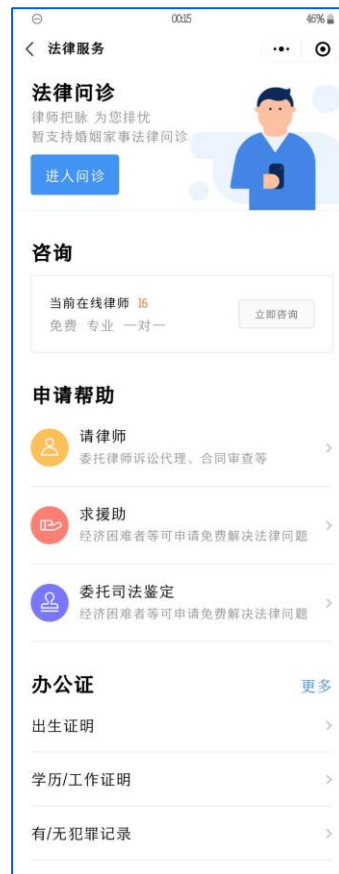 00:15
46%
法律服务
法律问诊
律师把脉 为您排忧
暂支持婚姻家事法律问诊
进入问诊
咨询
当前在线律师 16
免费 专业 一对一
立即咨询
申请帮助
请律师
委托律师诉讼代理、合同审查等
求援助
经济困难者等可申请免费解决法律问题
委托司法鉴定
经济困难者等可申请免费解决法律问题
办公证
更多
出生证明
学历/工作证明
有/无犯罪记录